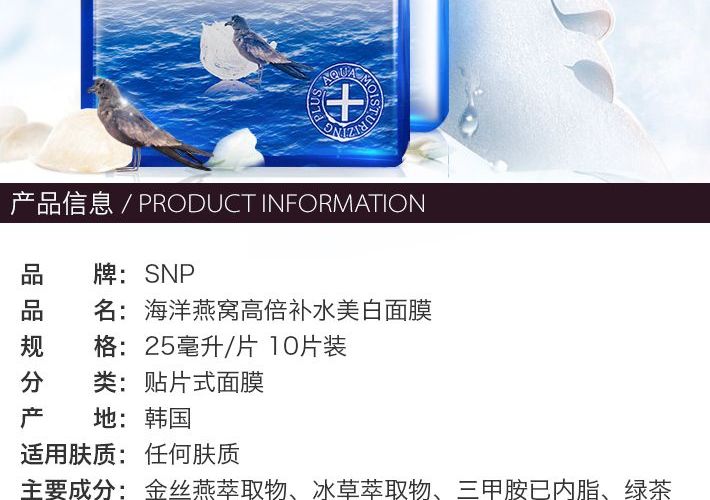 PLUS AQUA MOISTURIZING
产品信息 / PRODUCT INFORMATION
品 牌： SNP
品 名： 海洋燕窝高倍补水美白面膜
规 格： 25毫升/片 10片装
分 类： 贴片式面膜
产 地： 韩国
适用肤质： 任何肤质
主要成分： 金丝燕萃取物、冰草萃取物、三甲胺已内脂、绿茶